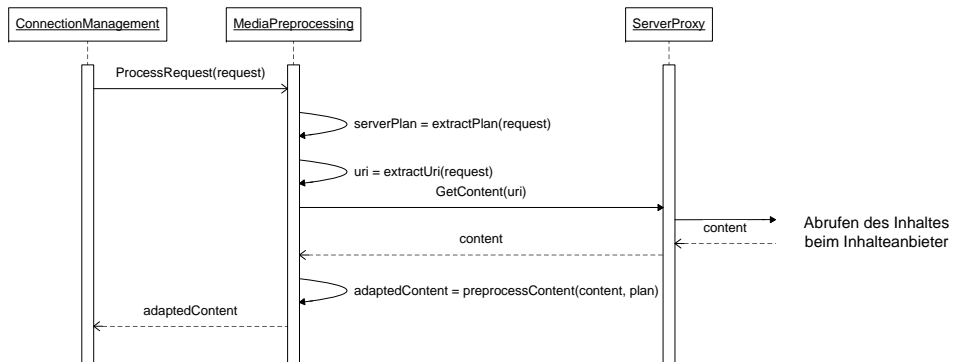 ConnectionManagement
MediaPreprocessing
ServerProxy
ProcessRequest(request)
serverPlan = extractPlan(request)
uri = extractUri(request)
GetContent(uri)
content
Abrufen des Inhaltes
beim Inhalteanbieter
content
adaptedContent = preprocessContent(content, plan)
adaptedContent